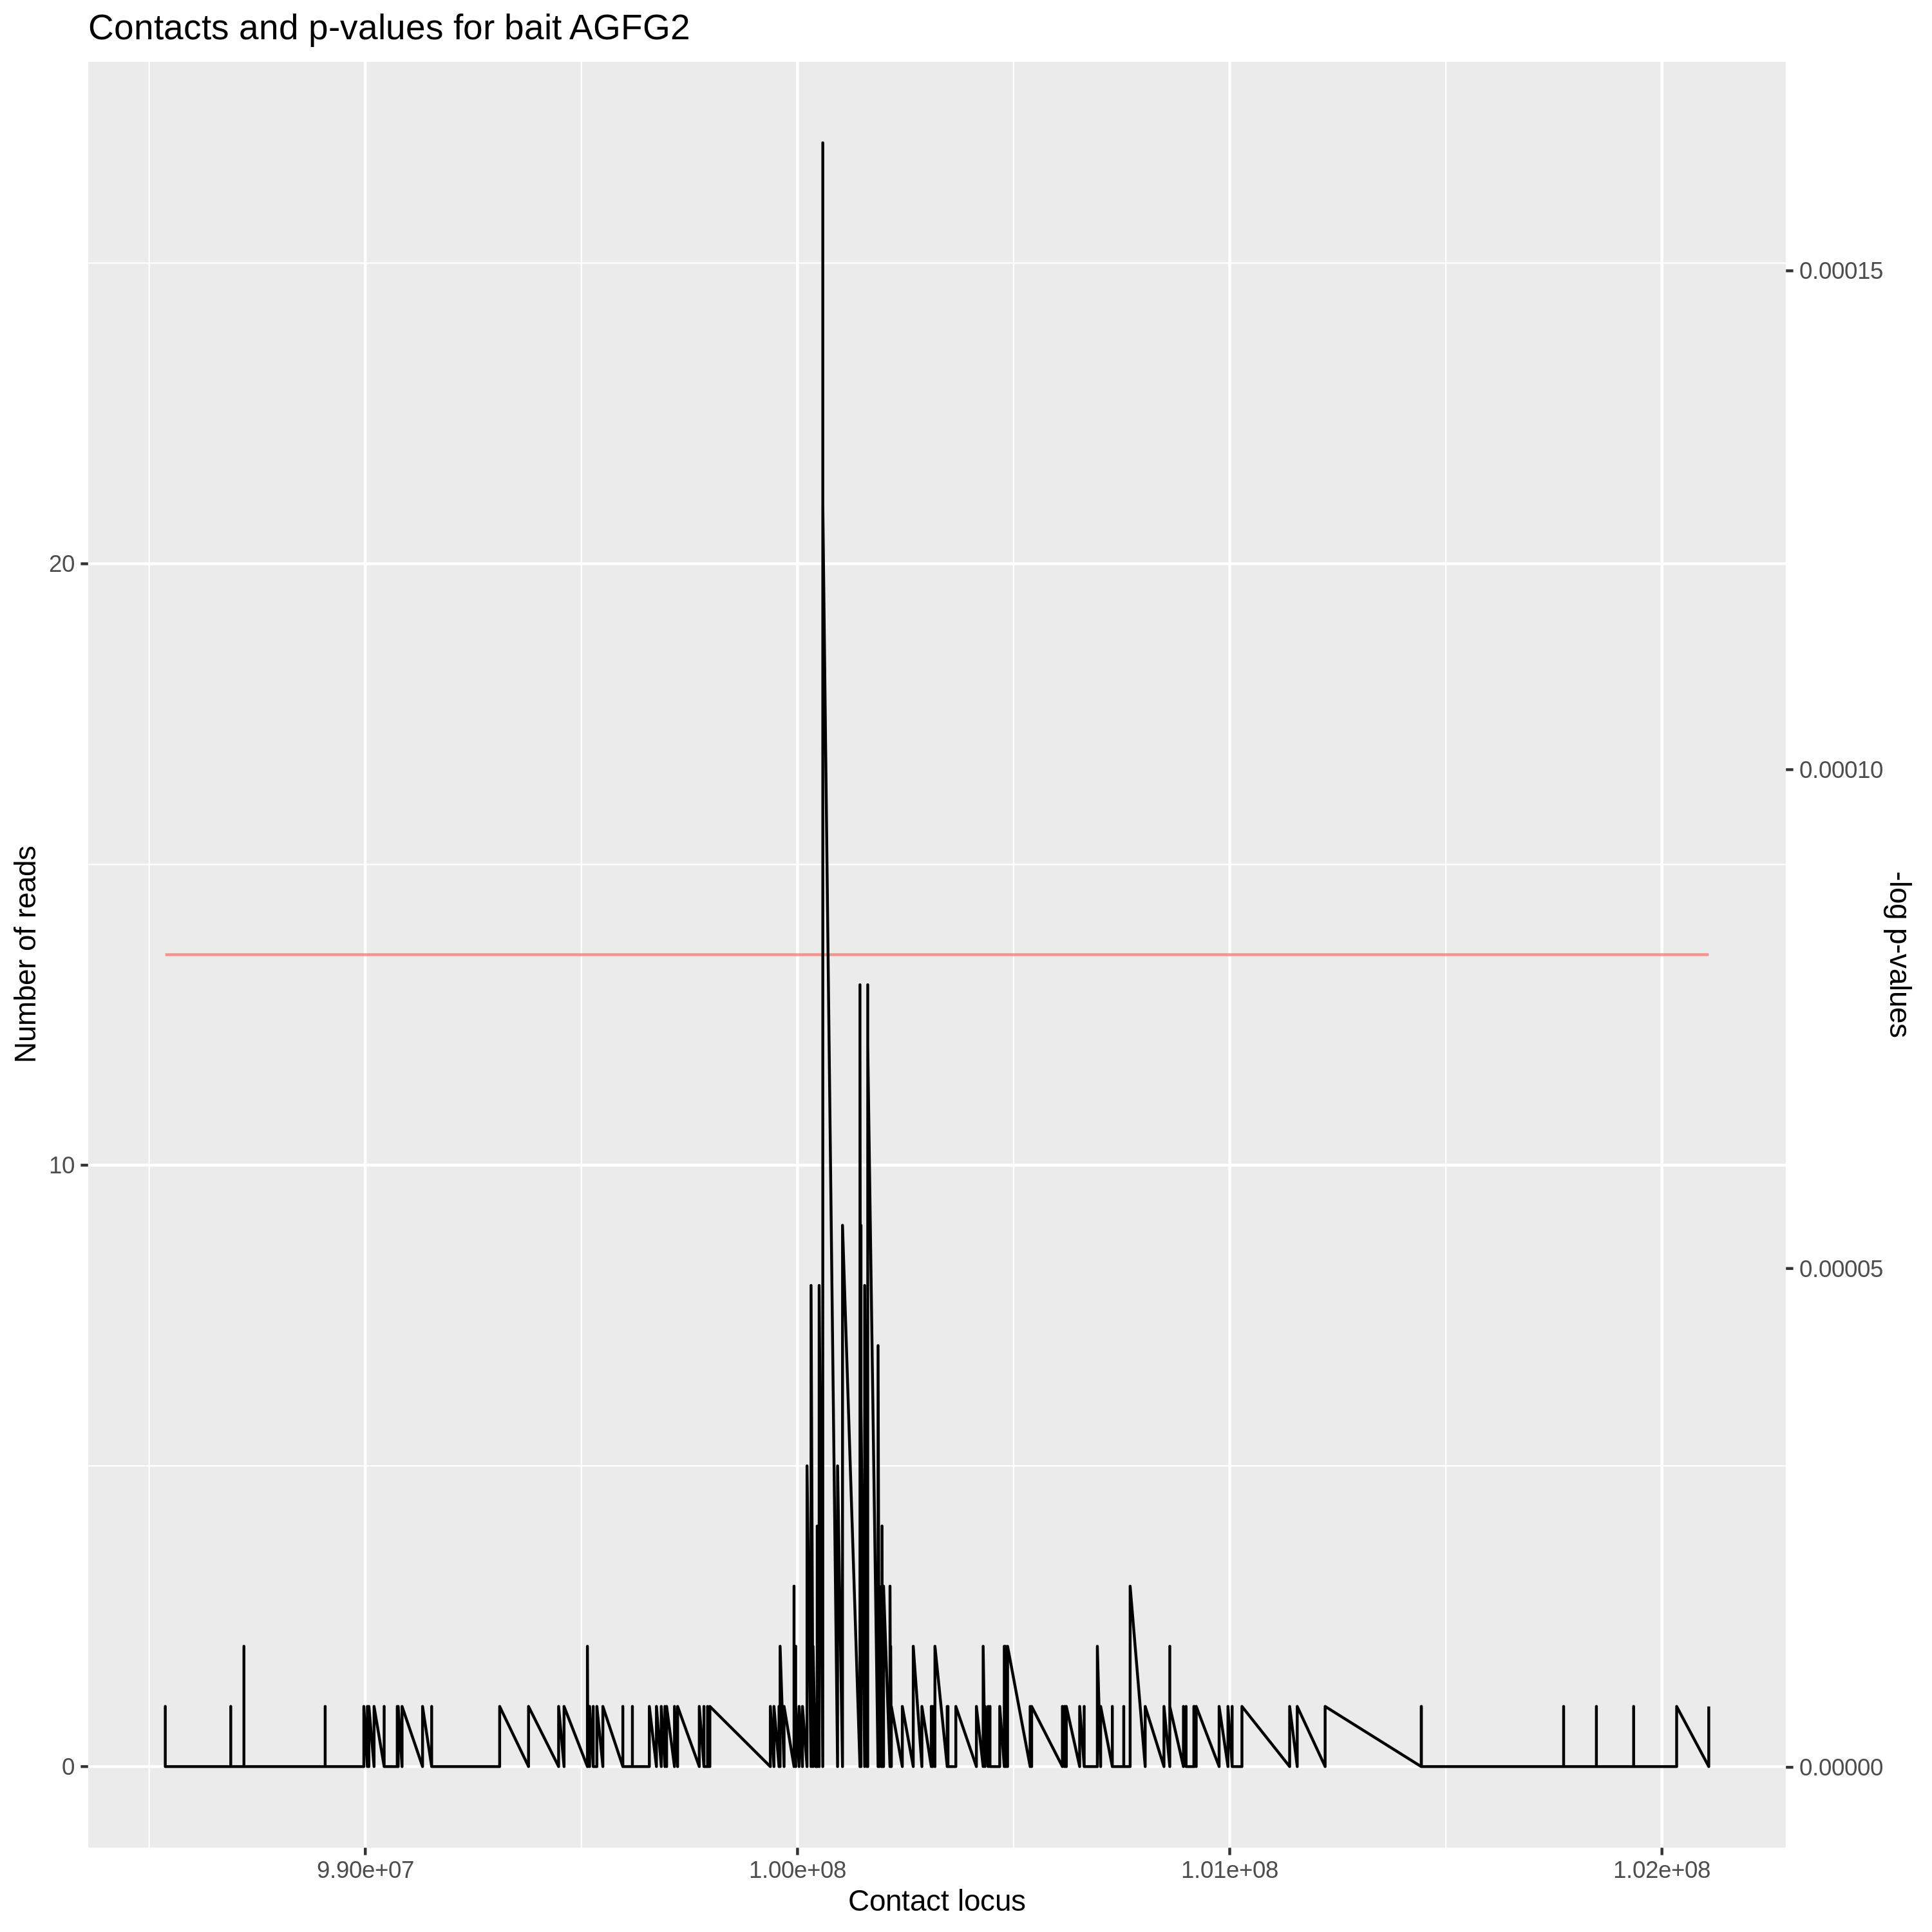 Contacts and p-values for bait AGFG2
Number of reads
20
10
0
0.00015
0.00010
0.00005
0.00000
-log p-values
9.90e+07
1.00e+08
1.01e+08
1.02e+08
Contact locus